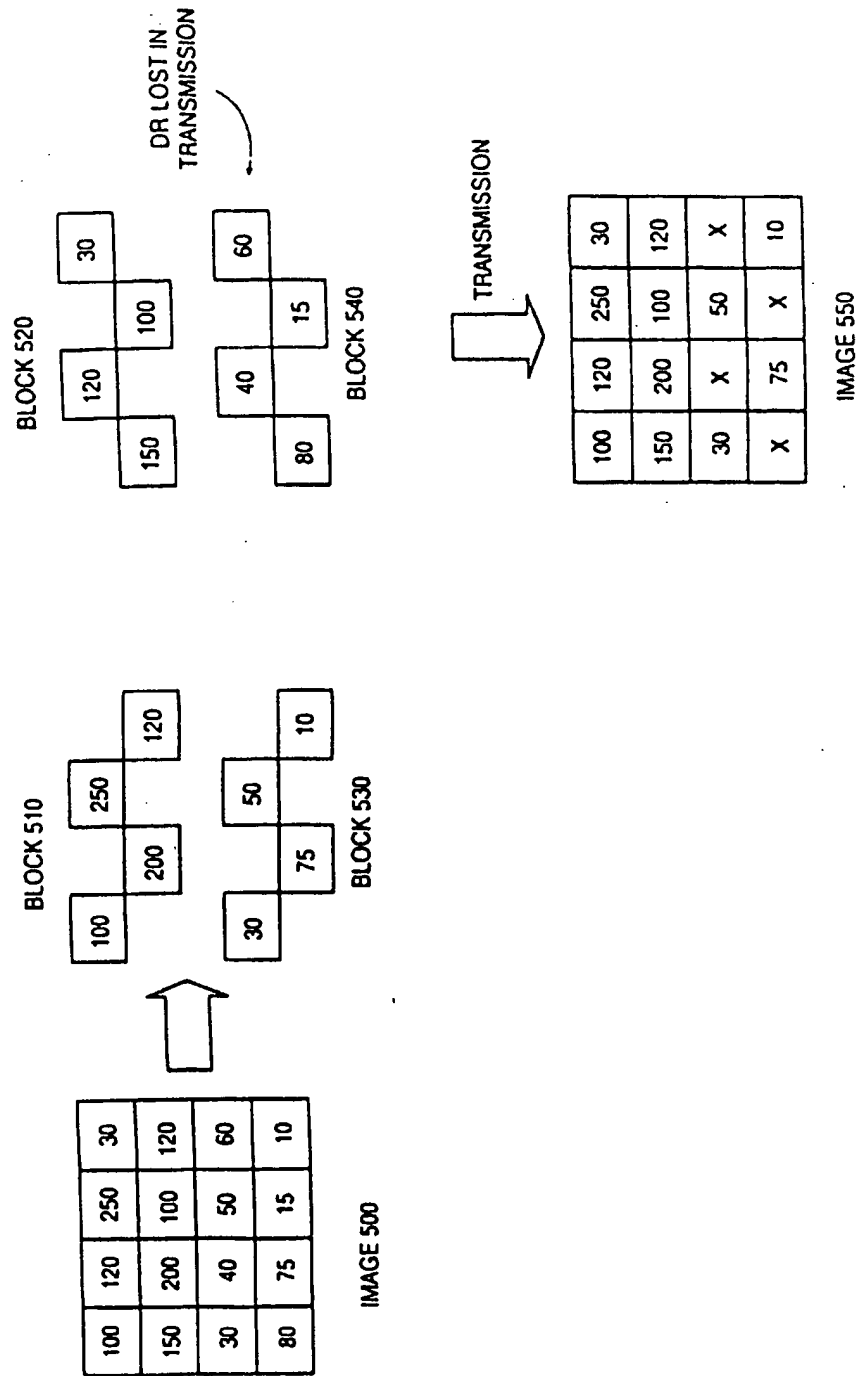 100 120 250 30
150 200 100 120
30 40 50 60
80 75 15 10
IMAGE 500
BLOCK 510
100 250
200 120
30 50
75 10
BLOCK 530
BLOCK 520
120 30
150 100
40 60
80 15
BLOCK 540
DR LOST IN
TRANSMISSION
TRANSMISSION
100 120 250 30
150 200 100 120
30 X 50 X
X 75 X 10
IMAGE 550